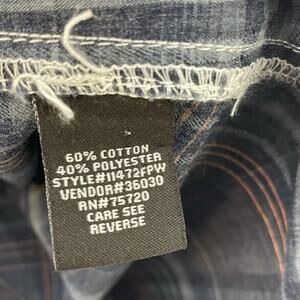 60% COTTON
40% POLYESTER
STYLE#11472FPW
VENDOR#36030
RN#75720
CARE SEE
REVERSE